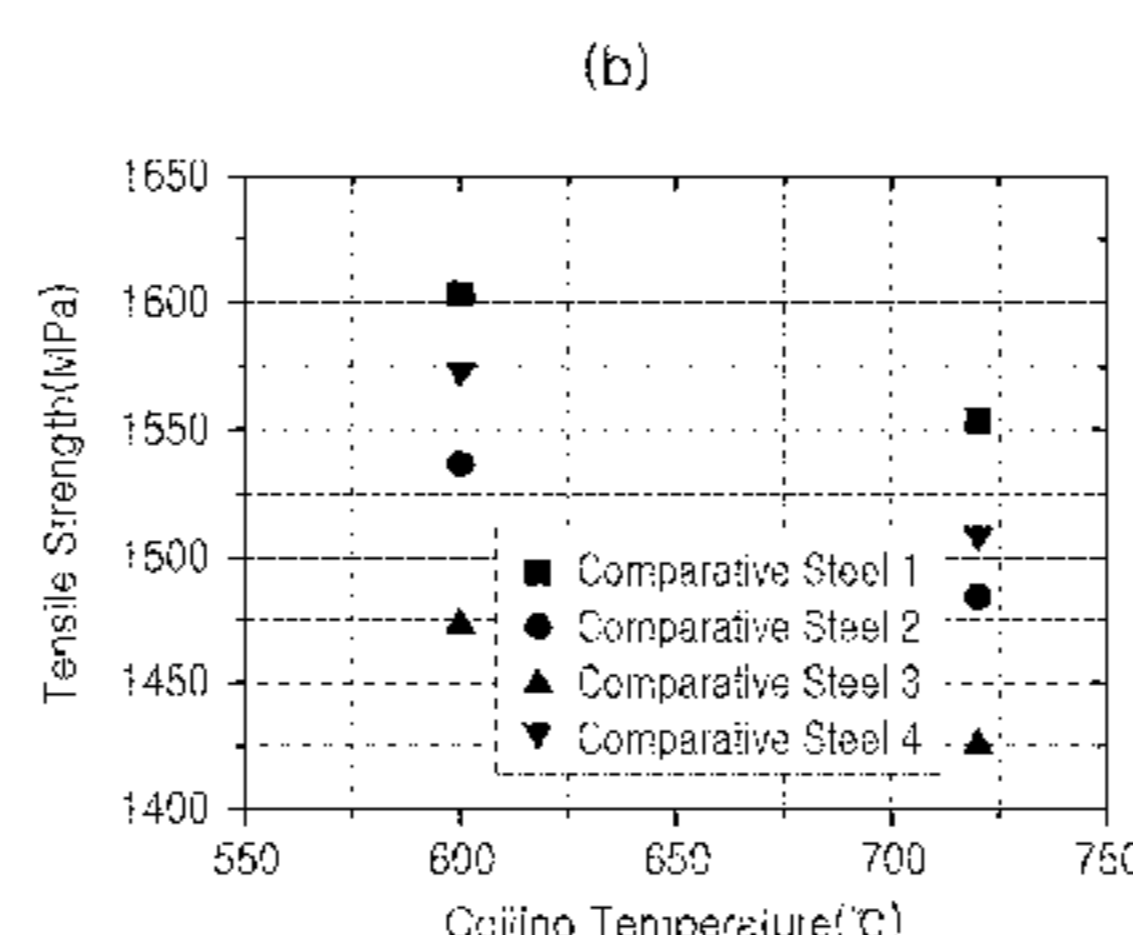 (b)
1650
1600
1550
1500
1450
1400
Tensile Strength(MPa)
Comparative Steel 1
Comparative Steel 2
Comparative Steel 3
Comparative Steel 4
550 600 650 700 750
Coiling Temperature(℃)